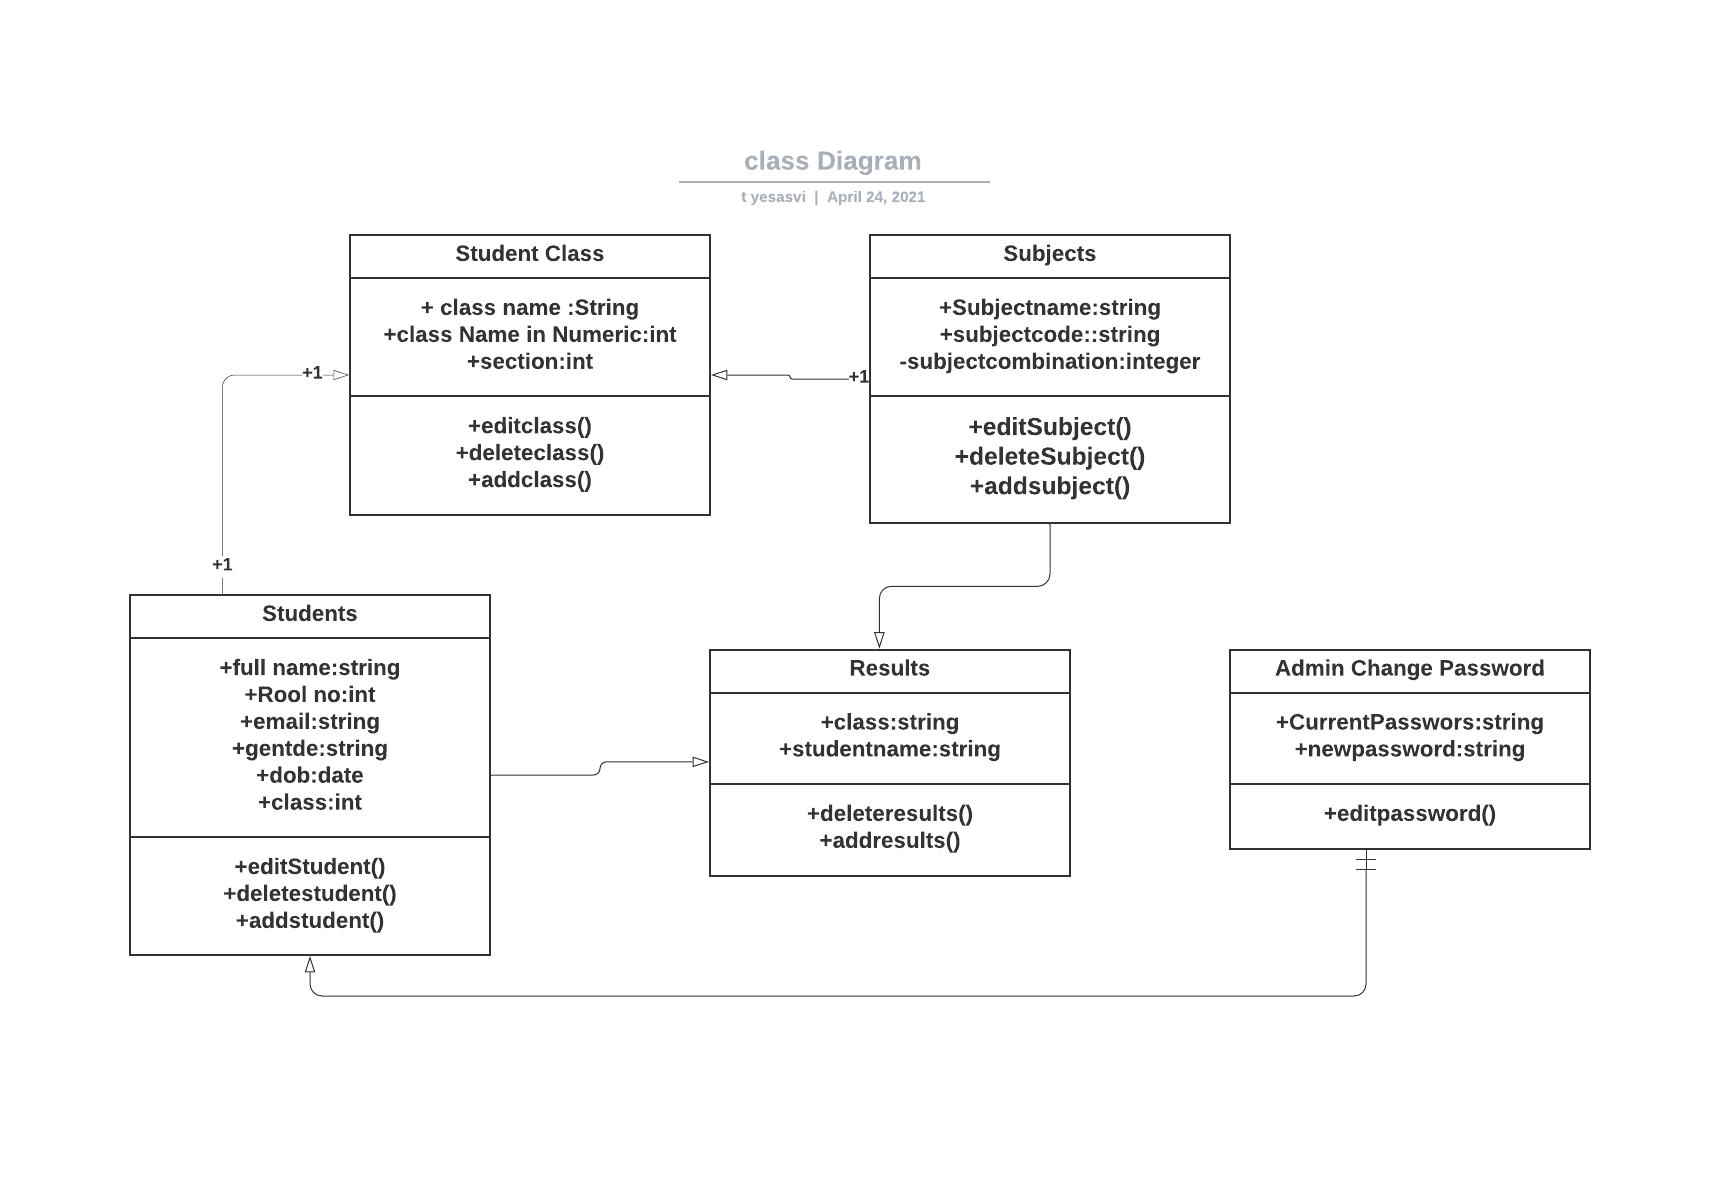 class Diagram
t yesasvi | April 24, 2021
Student Class
+ class name :String
+class Name in Numeric:int
+section:int
+editclass()
+deleteclass()
+addclass()
Subjects
+Subjectname:string
+subjectcode::string
-subjectcombination:integer
+editSubject()
+deleteSubject()
+addsubject()
+1
+1
+1
Students
+full name:string
+Rool no:int
+email:string
+gentde:string
+dob:date
+class:int
+editStudent()
+deletestudent()
+addstudent()
Results
+class:string
+studentname:string
+deleteresults()
+addresults()
Admin Change Password
+CurrentPasswors:string
+newpassword:string
+editpassword()